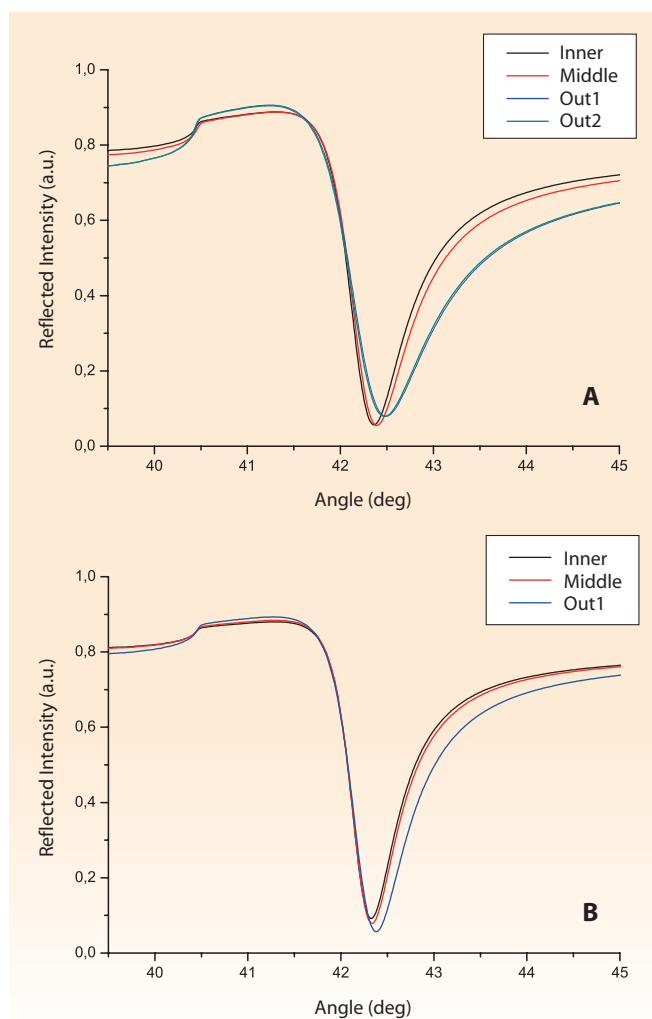 Inner
Middle
Out1
Out2
1,0
0,8
0,6
0,4
0,2
0,0
Reflected Intensity (a.u.)
A
40 41 42 43 44 45
Angle (deg)
Inner
Middle
Out1
1,0
0,8
0,6
0,4
0,2
0,0
Reflected Intensity (a.u.)
B
40 41 42 43 44 45
Angle (deg)